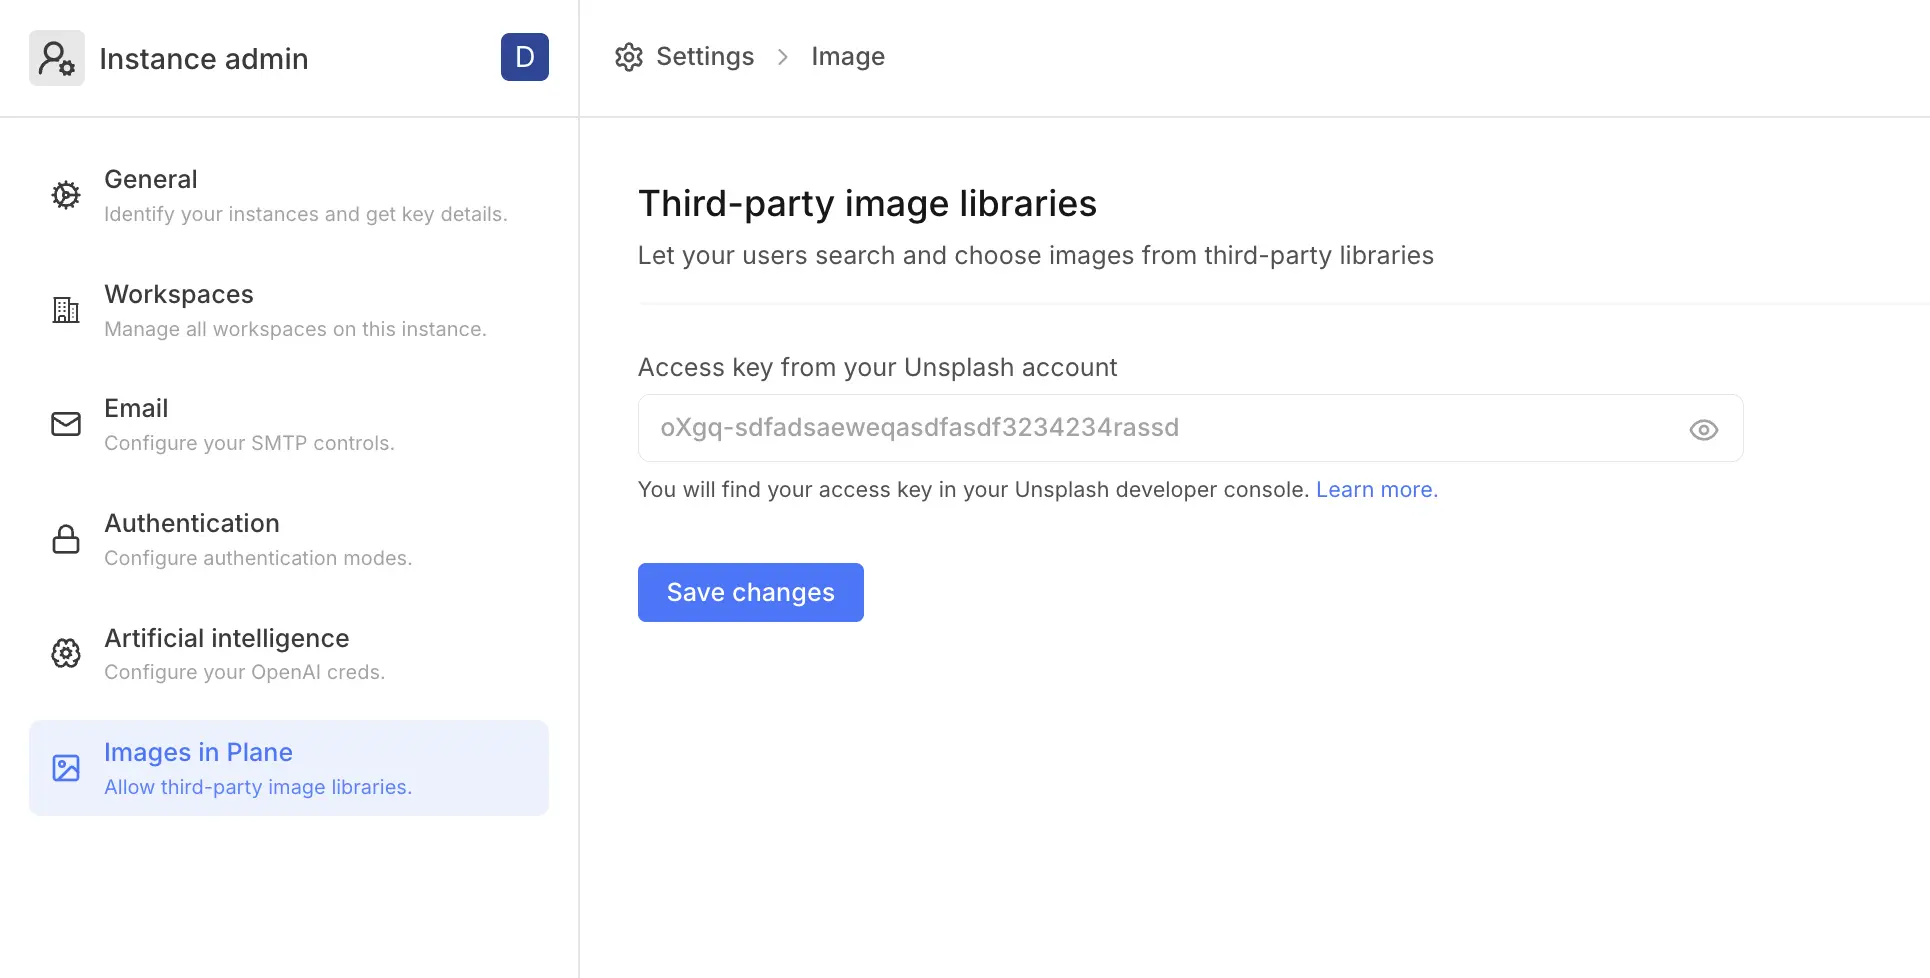 Instance admin
D
Settings
Image
General
Identify your instances and get key details.
Workspaces
Manage all workspaces on this instance.
Email
Configure your SMTP controls.
Authentication
Configure authentication modes.
Artificial intelligence
Configure your OpenAI creds.
Images in Plane
Allow third-party image libraries.
Third-party image libraries
Let your users search and choose images from third-party libraries
Access key from your Unsplash account
oXgq-sdfadsaeweqasdfasdf3234234rassd
You will find your access key in your Unsplash developer console. Learn more.
Save changes